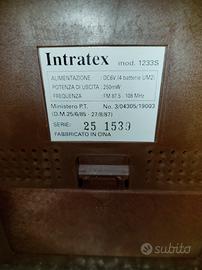 Intratex mod. 1233S
ALIMENTAZIONE : DC6V (4 batterie UM2)
POTENZA DI USCITA : 250mW
FREQUENZA : FM 87.5 - 108 MHz
Ministero P.T. No. 3/04305/19003
(D.M.25/6/85 - 27/8/87)
SERIE: 25 1539
FABBRICATO IN CINA
subito